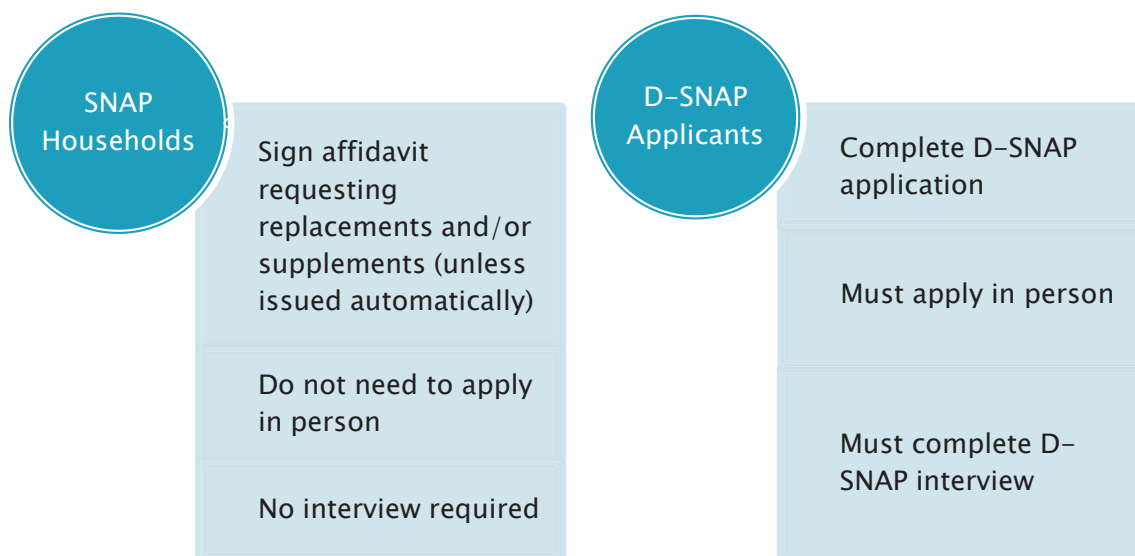 SNAP
Households
Sign affidavit
requesting
replacements and/or
supplements (unless
issued automatically)
Do not need to apply
in person
No interview required
D-SNAP
Applicants
Complete D-SNAP
application
Must apply in person
Must complete D-
SNAP interview